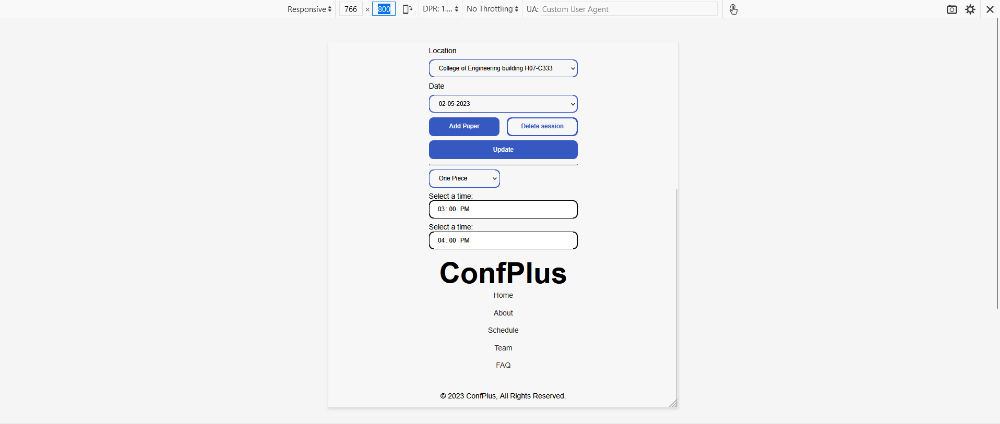 Responsive 766 × 800 DPR: 1.... No Throttling UA: Custom User Agent
Location
College of Engineering building H07-C333
Date
02-05-2023
Add Paper Delete session
Update
One Piece
Select a time:
03 : 00 PM
Select a time:
04 : 00 PM
ConfPlus
Home
About
Schedule
Team
FAQ
© 2023 ConfPlus, All Rights Reserved.